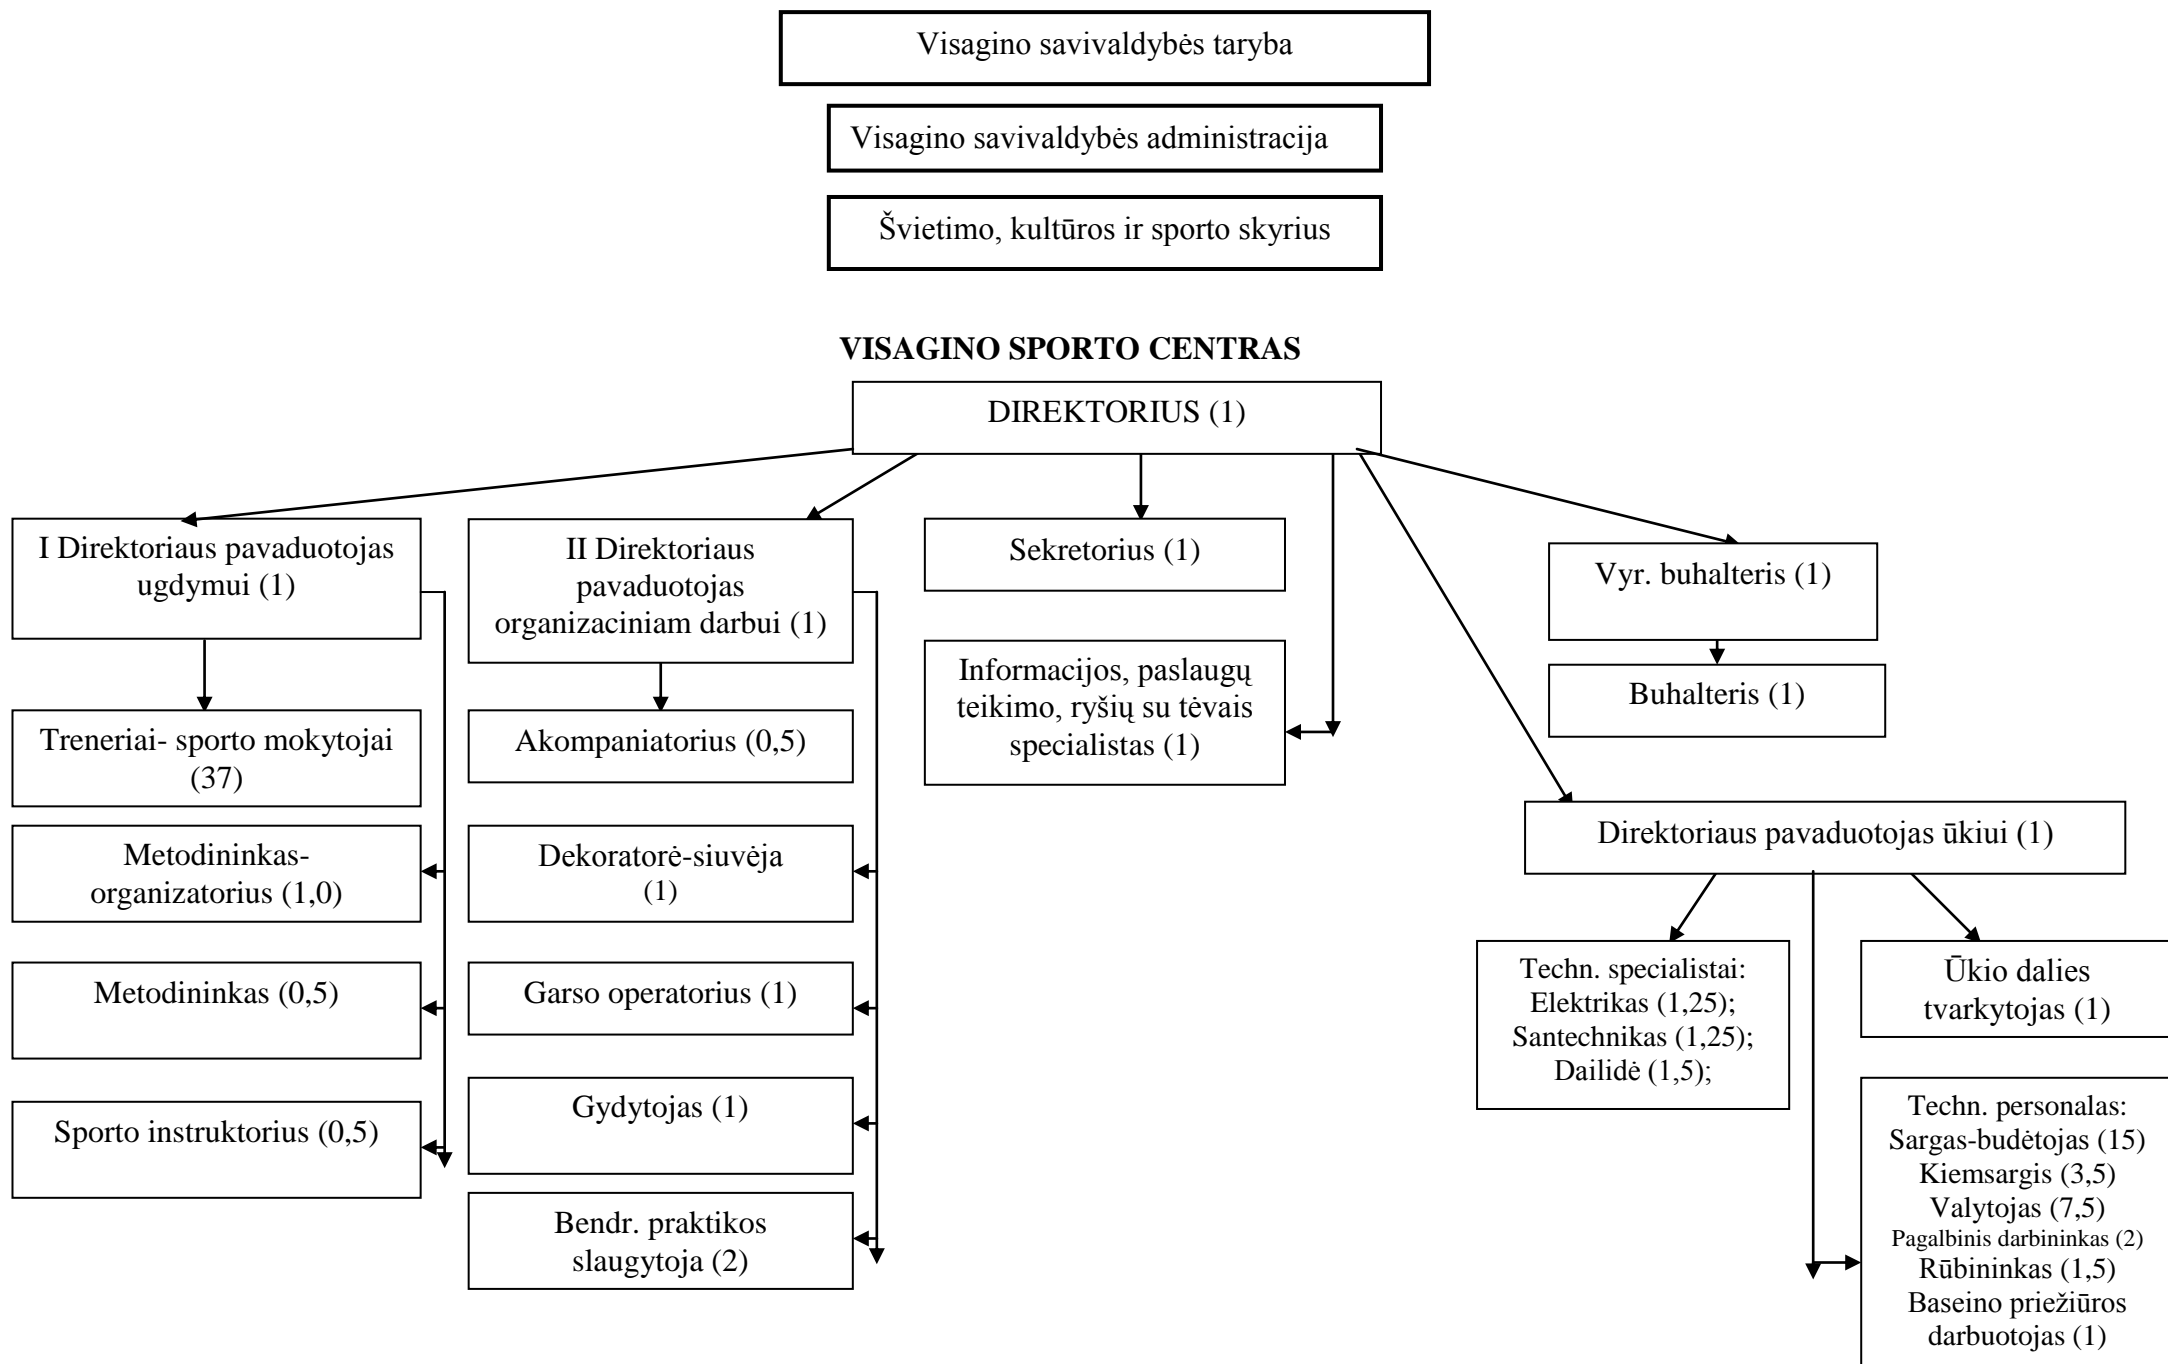 Visagino savivaldybės taryba
Visagino savivaldybės administracija
Švietimo, kultūros ir sporto skyrius
VISAGINO SPORTO CENTRAS
DIREKTORIUS (1)
I Direktoriaus pavaduotojas
ugdymui (1)
Treneriai- sporto mokytojai
(37)
Metodininkas-
organizatorius (1,0)
Metodininkas (0,5)
Sporto instruktorius (0,5)
II Direktoriaus
pavaduotojas
organizaciniam darbui (1)
Akompaniatorius (0,5)
Dekoratorė-siuvėja
(1)
Garso operatorius (1)
Gydytojas (1)
Bendr. praktikos
slaugytoja (2)
Sekretorius (1)
Informacijos, paslaugų
teikimo, ryšių su tėvais
specialistas (1)
Vyr. buhalteris (1)
Buhalteris (1)
Direktoriaus pavaduotojas ūkiui (1)
Techn. specialistai:
Elektrikas (1,25);
Santechnikas (1,25);
Dailidė (1,5);
Ūkio dalies
tvarkytojas (1)
Techn. personalas:
Sargas-budėtojas (15)
Kiemsargis (3,5)
Valytojas (7,5)
Pagalbinis darbininkas (2)
Rūbininkas (1,5)
Baseino priežiūros
darbuotojas (1)